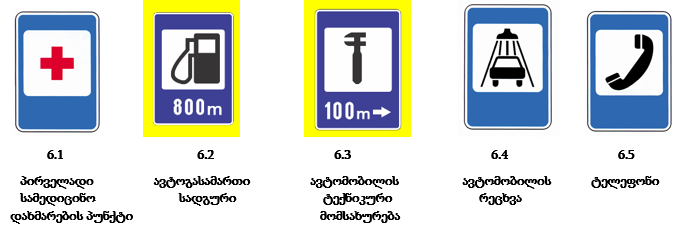 800m
100m
6.1
6.2
6.3
6.4
6.5
პირველადი
სამედიცინო
დახმარების პუნქტი
ავტოგასამართი
სადგური
ავტომობილის
ტექნიკური
მომსახურება
ავტომობილის
რეცხვა
ტელეფონი